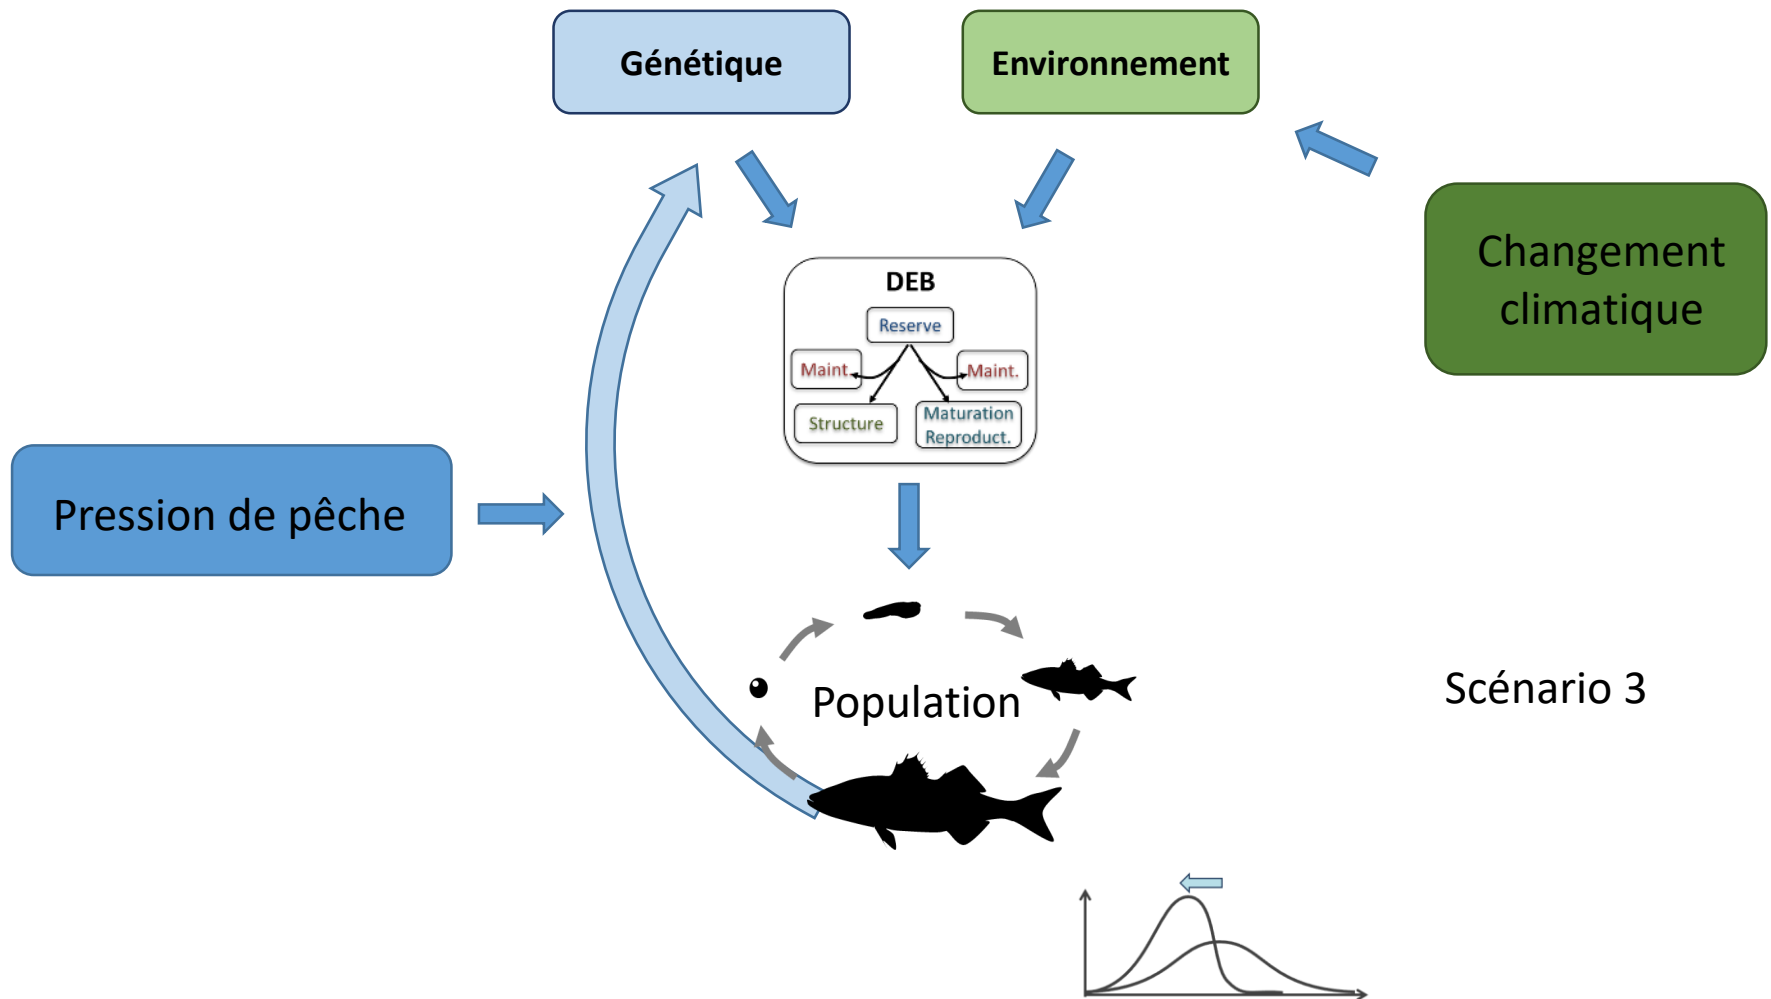 Génétique
Environnement
Changement
climatique
DEB
Reserve
Maint.
Maint.
Structure
Maturation
Reproduct.
Pression de pêche
Population
Scénario 3